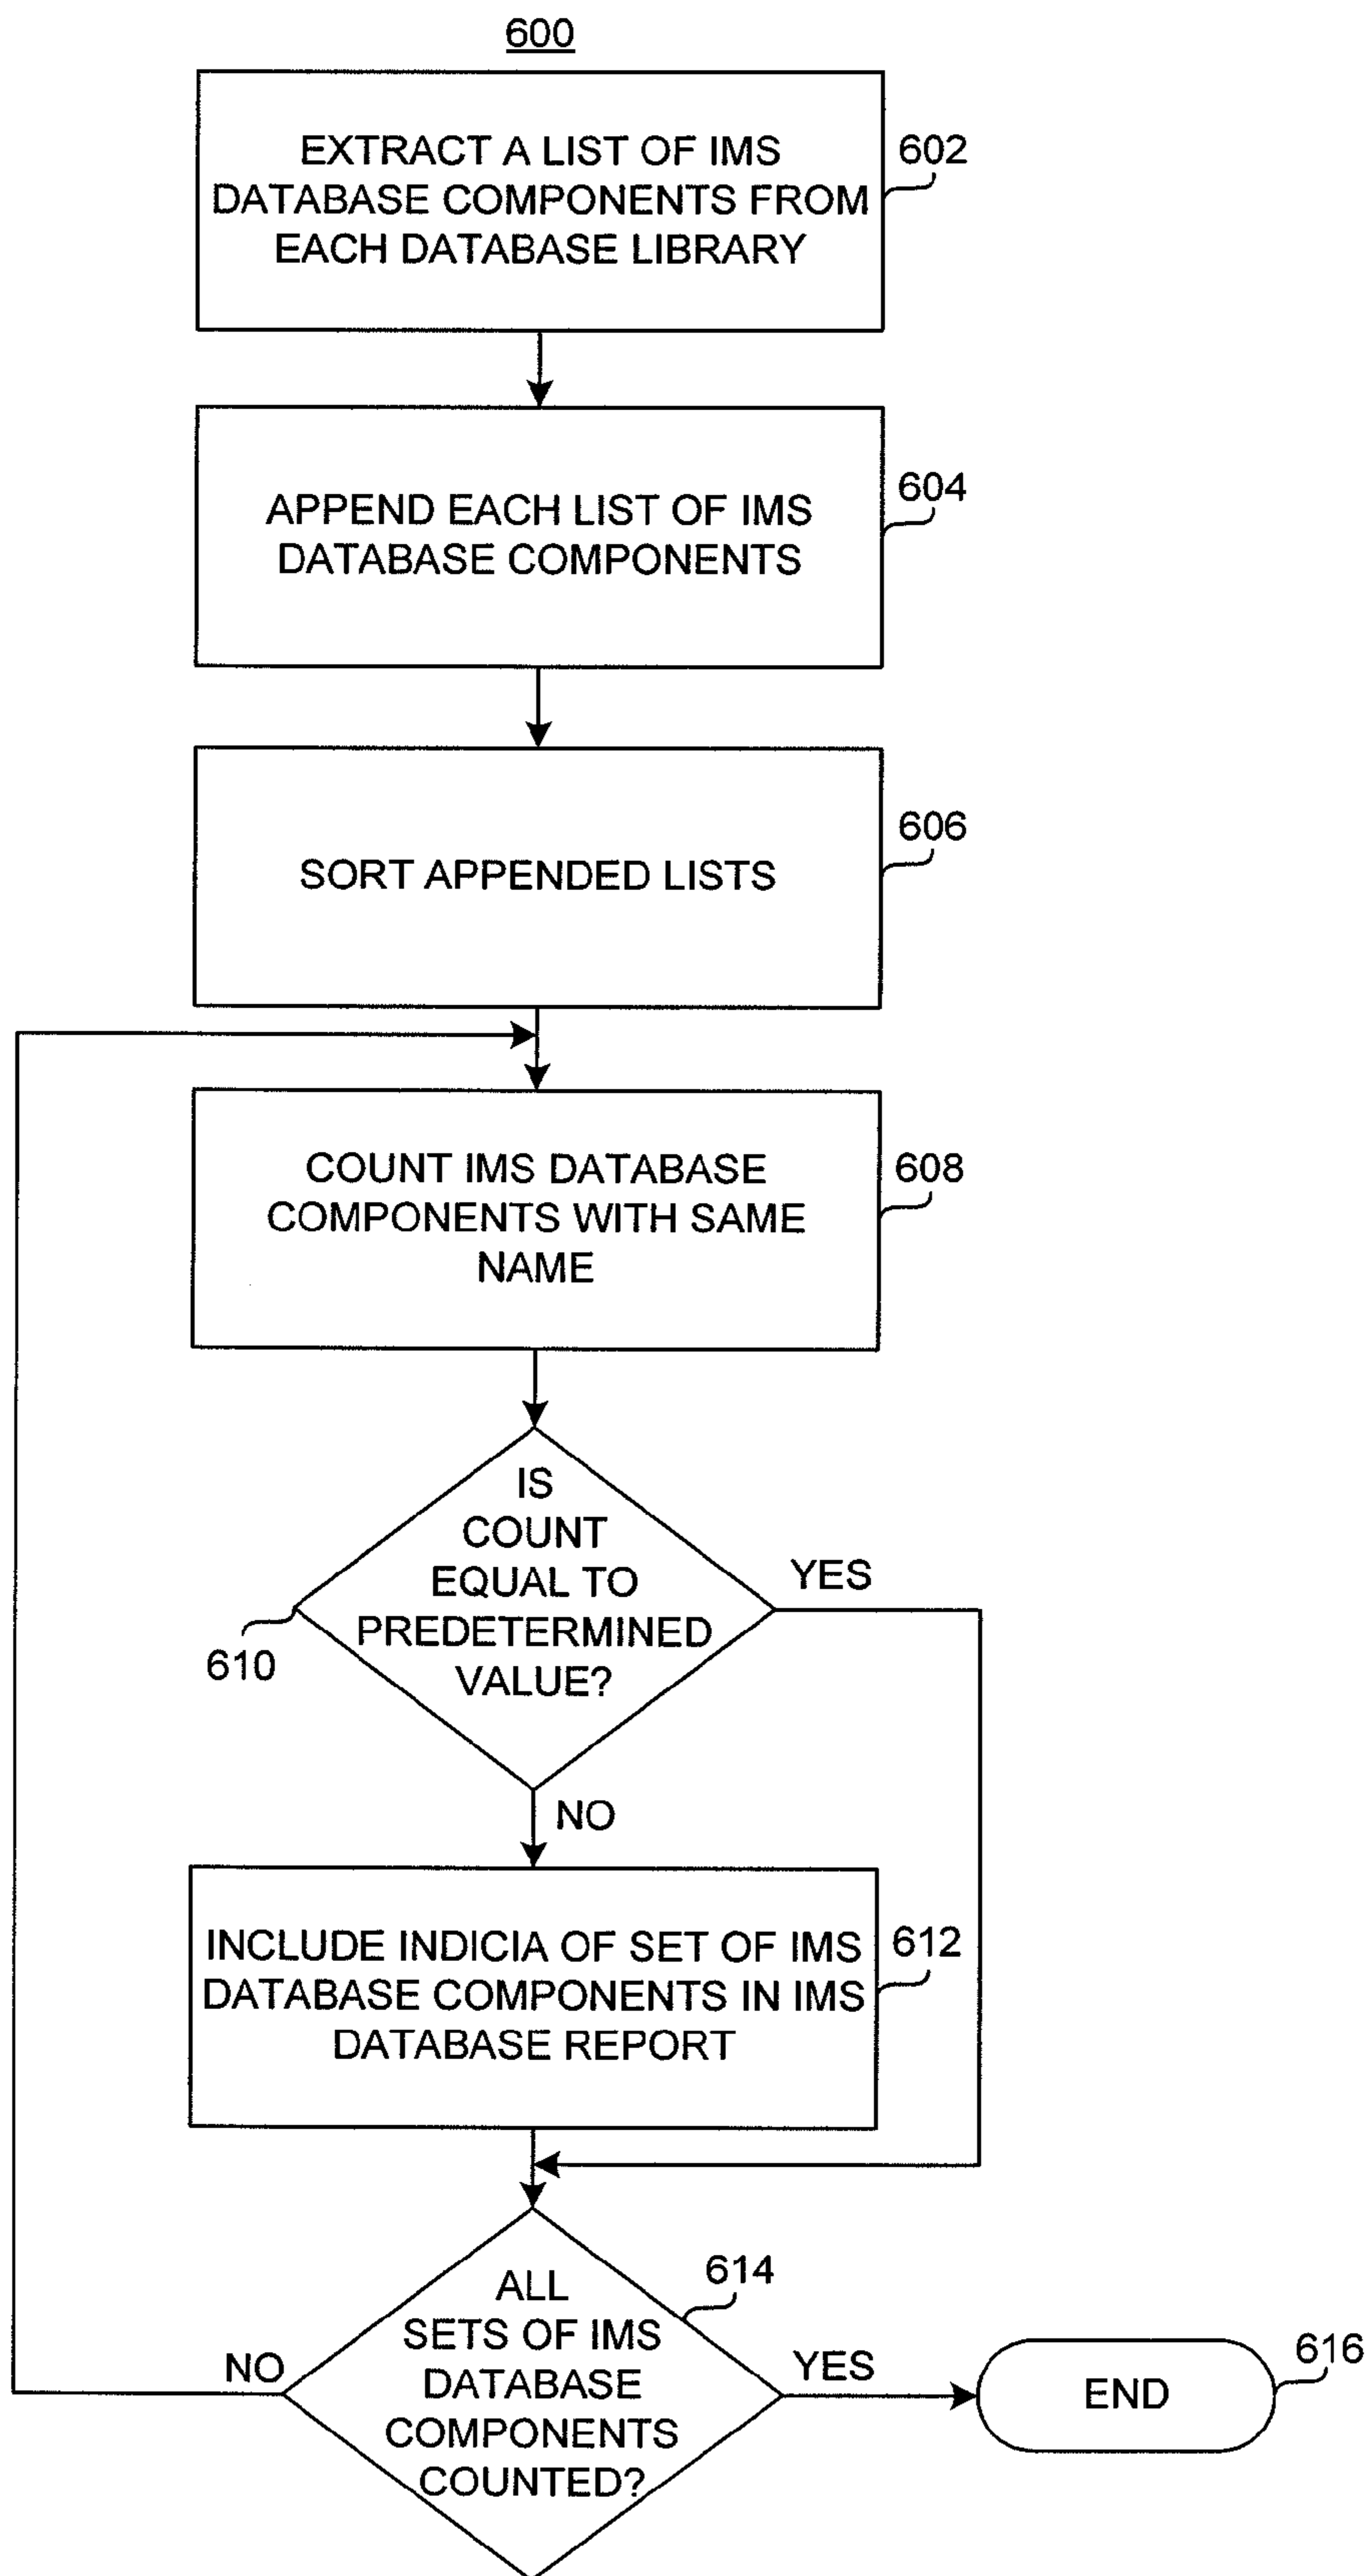 600
EXTRACT A LIST OF IMS
DATABASE COMPONENTS FROM
EACH DATABASE LIBRARY
602
APPEND EACH LIST OF IMS
DATABASE COMPONENTS
604
SORT APPENDED LISTS
606
COUNT IMS DATABASE
COMPONENTS WITH SAME
NAME
608
IS
COUNT
EQUAL TO
PREDETERMINED
VALUE?
610
YES
NO
INCLUDE INDICIA OF SET OF IMS
DATABASE COMPONENTS IN IMS
DATABASE REPORT
612
ALL
SETS OF IMS
DATABASE
COMPONENTS
COUNTED?
614
NO
YES
END
616